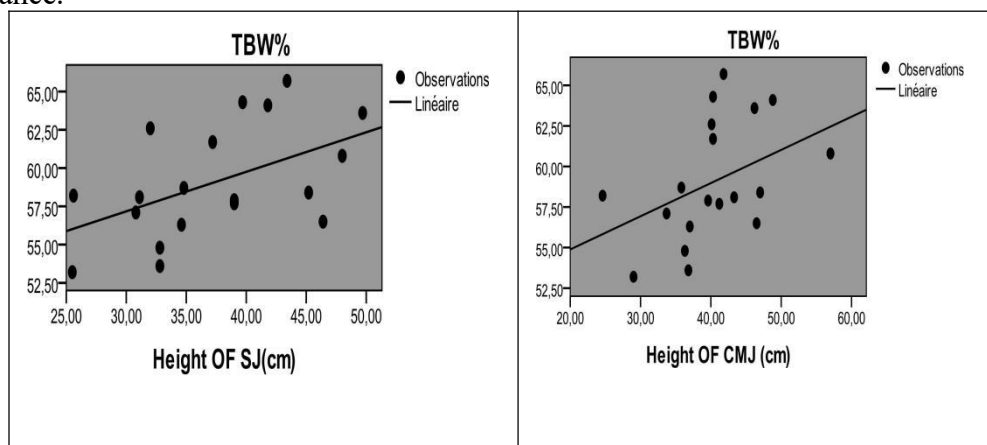 TBW%
65,00
62,50
60,00
57,50
55,00
52,50
25,00 30,00 35,00 40,00 45,00 50,00
Height OF SJ(cm)
Observations
Linéaire
TBW%
65,00
62,50
60,00
57,50
55,00
52,50
20,00 30,00 40,00 50,00 60,00
Height OF CMJ (cm)
Observations
Linéaire